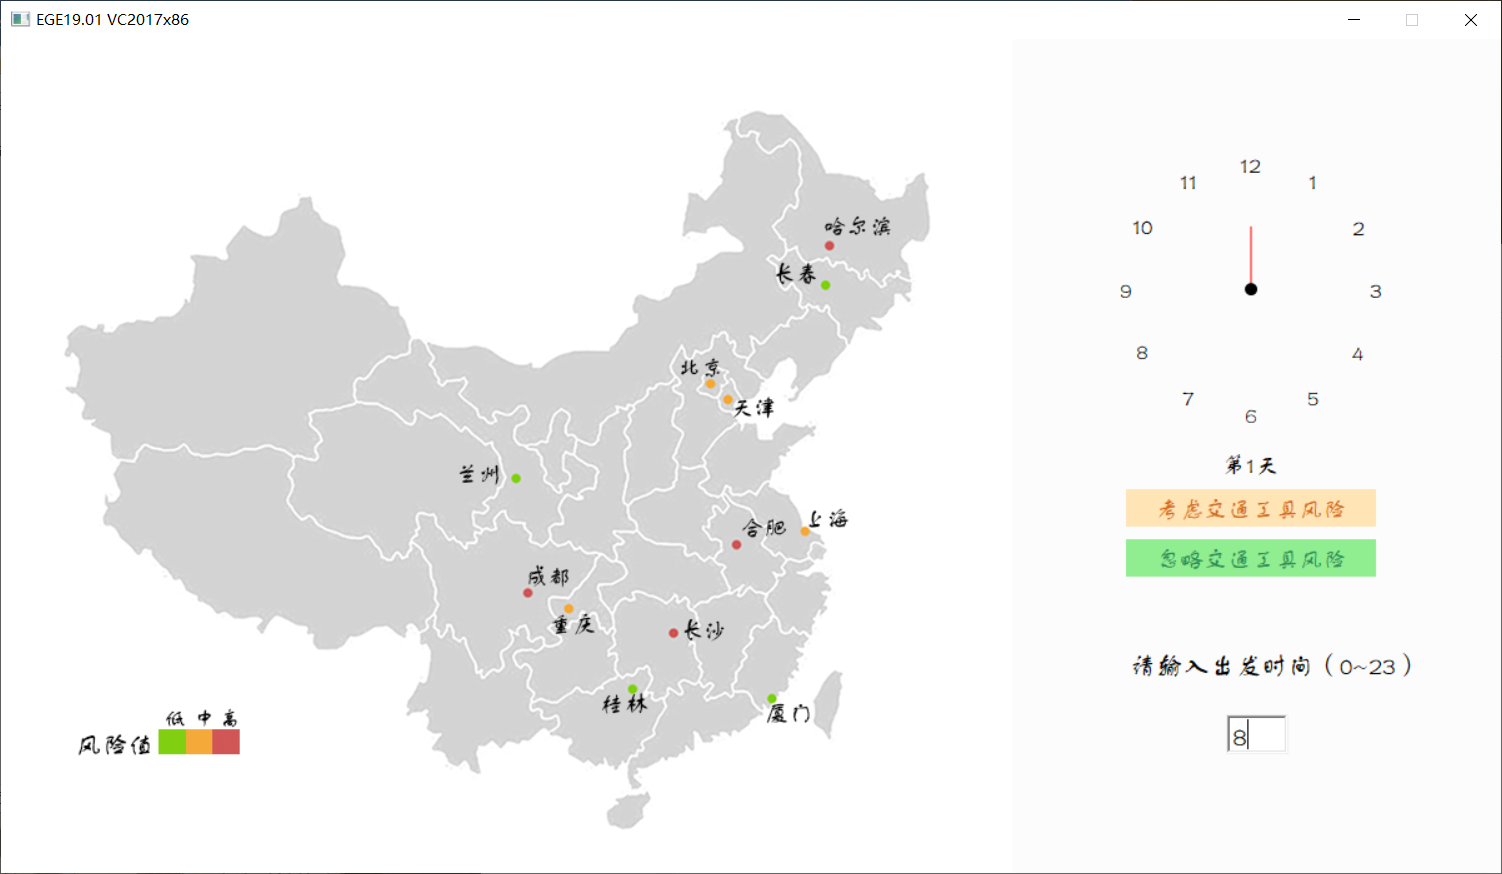 EGE19.01 VC2017x86
哈尔滨
长春
北京
天津
兰州
合肥
上海
成都
重庆
长沙
桂林
厦门
低 中 高
风险值
12
11
1
10
2
9
3
8
4
7
5
6
第1天
考虑交通工具风险
忽略交通工具风险
请输入出发时间（0~23）
8